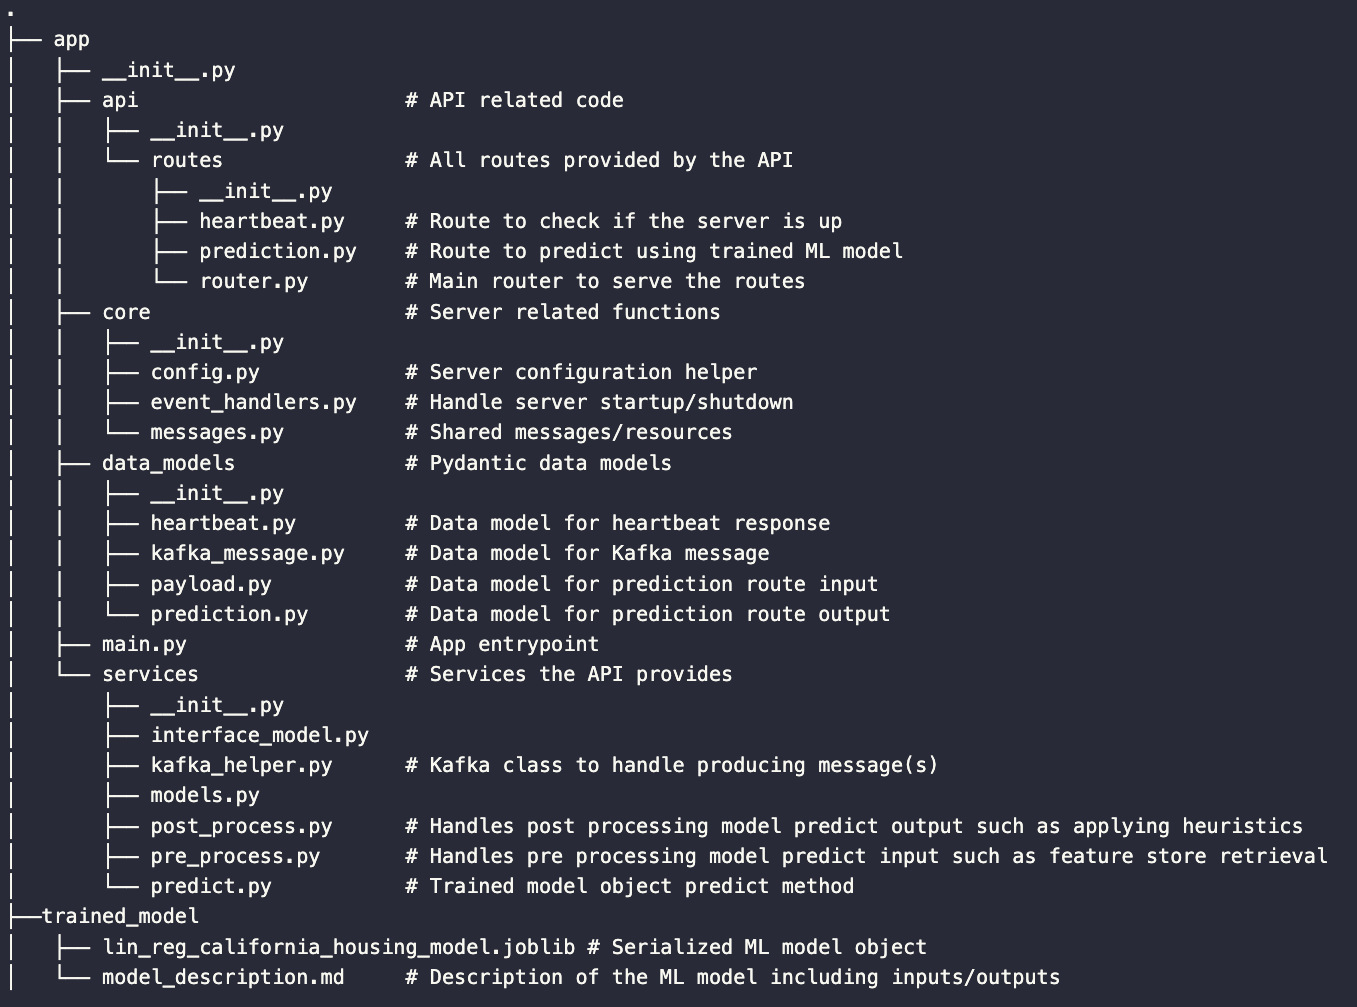 .
├── app
│   ├── __init__.py
│   ├── api                      # API related code
│   │   ├── __init__.py
│   │   └── routes               # All routes provided by the API
│   │       ├── __init__.py
│   │       ├── heartbeat.py     # Route to check if the server is up
│   │       ├── prediction.py    # Route to predict using trained ML model
│   │       └── router.py        # Main router to serve the routes
│   ├── core                     # Server related functions
│   │   ├── __init__.py
│   │   ├── config.py            # Server configuration helper
│   │   ├── event_handlers.py    # Handle server startup/shutdown
│   │   └── messages.py          # Shared messages/resources
│   ├── data_models              # Pydantic data models
│   │   ├── __init__.py
│   │   ├── heartbeat.py         # Data model for heartbeat response
│   │   ├── kafka_message.py     # Data model for Kafka message
│   │   ├── payload.py           # Data model for prediction route input
│   │   └── prediction.py        # Data model for prediction route output
│   ├── main.py                  # App entrypoint
│   └── services                 # Services the API provides
│       ├── __init__.py
│       ├── interface_model.py
│       ├── kafka_helper.py      # Kafka class to handle producing message(s)
│       ├── models.py
│       ├── post_process.py      # Handles post processing model predict output such as applying heuristics
│       ├── pre_process.py       # Handles pre processing model predict input such as feature store retrieval
│       └── predict.py           # Trained model object predict method
├──trained_model
│   ├── lin_reg_california_housing_model.joblib # Serialized ML model object
│   └── model_description.md     # Description of the ML model including inputs/outputs